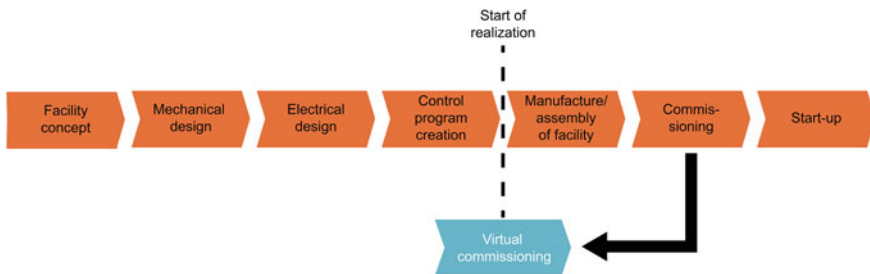 Start of
realization
Facility
concept
Mechanical
design
Electrical
design
Control
program
creation
Manufacture/
assembly
of facility
Commis-
sioning
Start-up
Virtual
commissioning